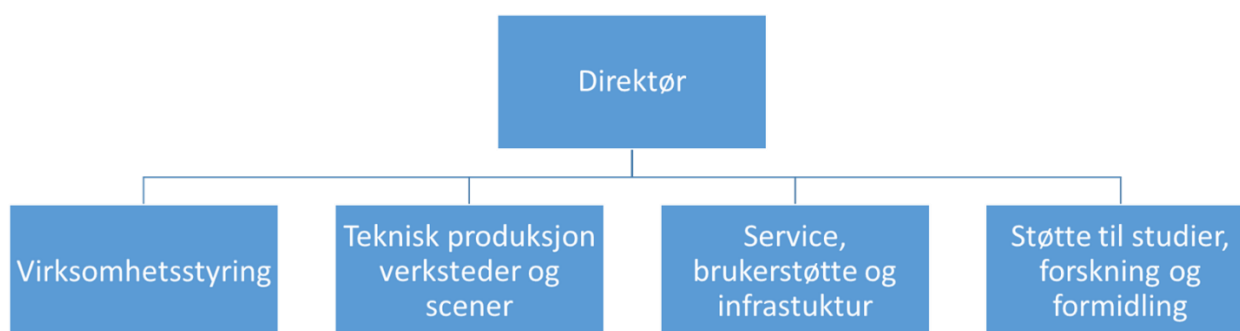 Direktør
Virksomhetsstyring
Teknisk produksjon
verksteder og
scener
Service,
brukerstøtte og
infrastuktur
Støtte til studier,
forskning og
formidling